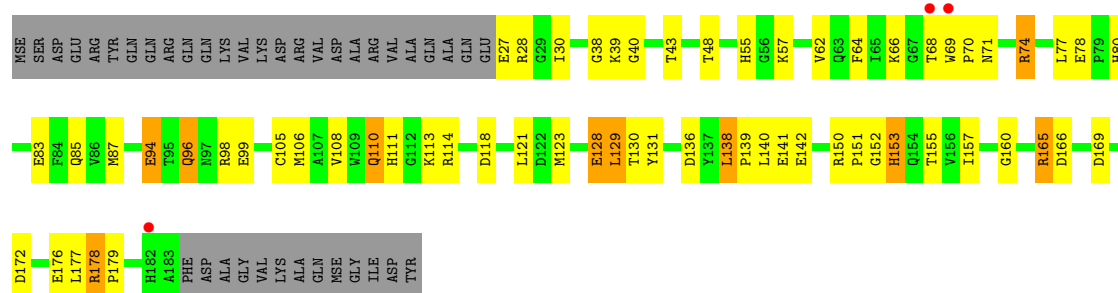 MSE SER ASP GLU ARG TYR GLN GLN ARG GLN GLN LYS VAL LYS ASP ARG VAL ASP ALA ARG VAL ALA GLN ALA GLN GLU E27 R28 G29 I30 G38 K39 G40 T43 T48 H55 G56 K57 V62 Q63 F64 I65 K66 G67 T68 W69 P70 N71 R74 L77 E78 P79 H80
E83 F84 Q85 V86 M87 E94 T95 Q96 N97 R98 E99 C105 M106 A107 V108 W109 Q110 H111 G112 K113 R114 D118 L121 D122 M123 E128 L129 T130 Y131 D136 Y137 L138 P139 L140 E141 E142 R150 P151 G152 H153 Q154 T155 V156 I157 G160 R165 D166 D169
D172 E176 L177 R178 P179 H182 A183 PHE ASP ALA GLY VAL LYS ALA GLN MSE GLY ILE ASP TYR